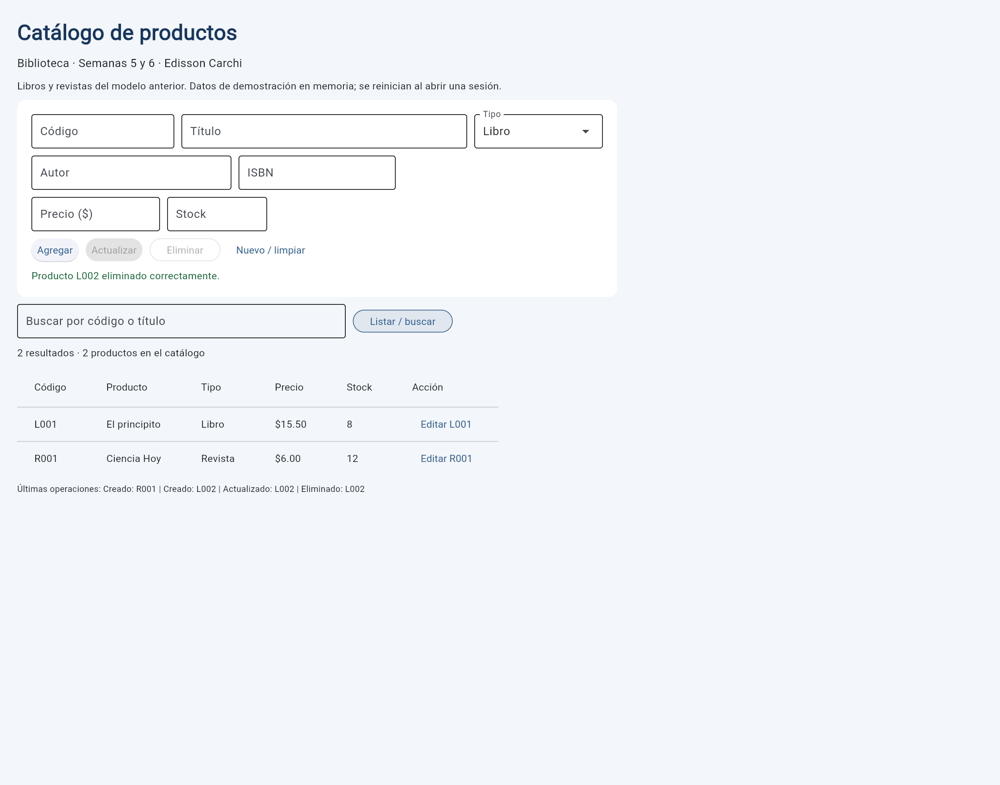 Catálogo de productos
Biblioteca · Semanas 5 y 6 · Edisson Carchi
Libros y revistas del modelo anterior. Datos de demostración en memoria; se reinician al abrir una sesión.
Tipo
Código Título Libro
Autor ISBN
Precio ($) Stock
Agregar Actualizar Eliminar Nuevo / limpiar
Producto L002 eliminado correctamente.
Buscar por código o título Listar / buscar
2 resultados · 2 productos en el catálogo
Código Producto Tipo Precio Stock Acción
L001 El principito Libro $15.50 8 Editar L001
R001 Ciencia Hoy Revista $6.00 12 Editar R001
Últimas operaciones: Creado: R001 | Creado: L002 | Actualizado: L002 | Eliminado: L002